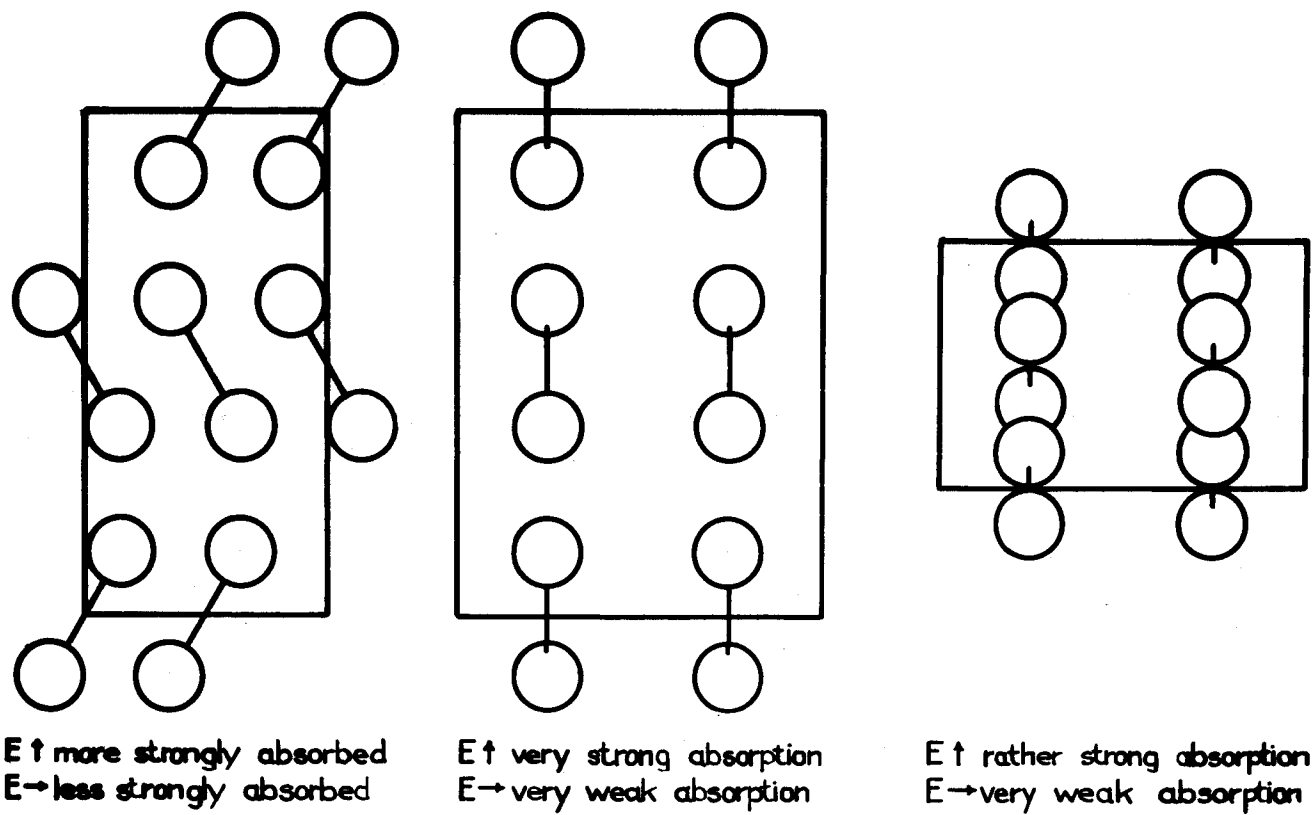 E ↑ more strongly absorbed
E → less strongly absorbed
E ↑ very strong absorption
E → very weak absorption
E ↑ rather strong absorption
E → very weak absorption